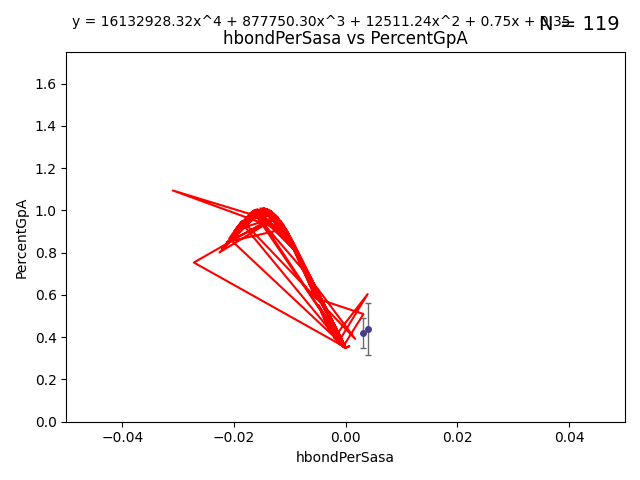 y = 16132928.32x^4 + 877750.30x^3 + 12511.24x^2 + 0.75x + 0.35
N = 119
hbondPerSasa vs PercentGpA
PercentGpA
1.6
1.4
1.2
1.0
0.8
0.6
0.4
0.2
0.0
−0.04
−0.02
0.00
0.02
0.04
hbondPerSasa